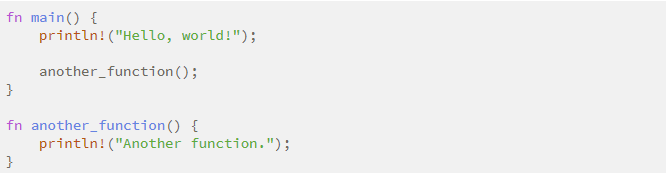 fn main() {
    println!("Hello, world!");

    another_function();
}

fn another_function() {
    println!("Another function.");
}